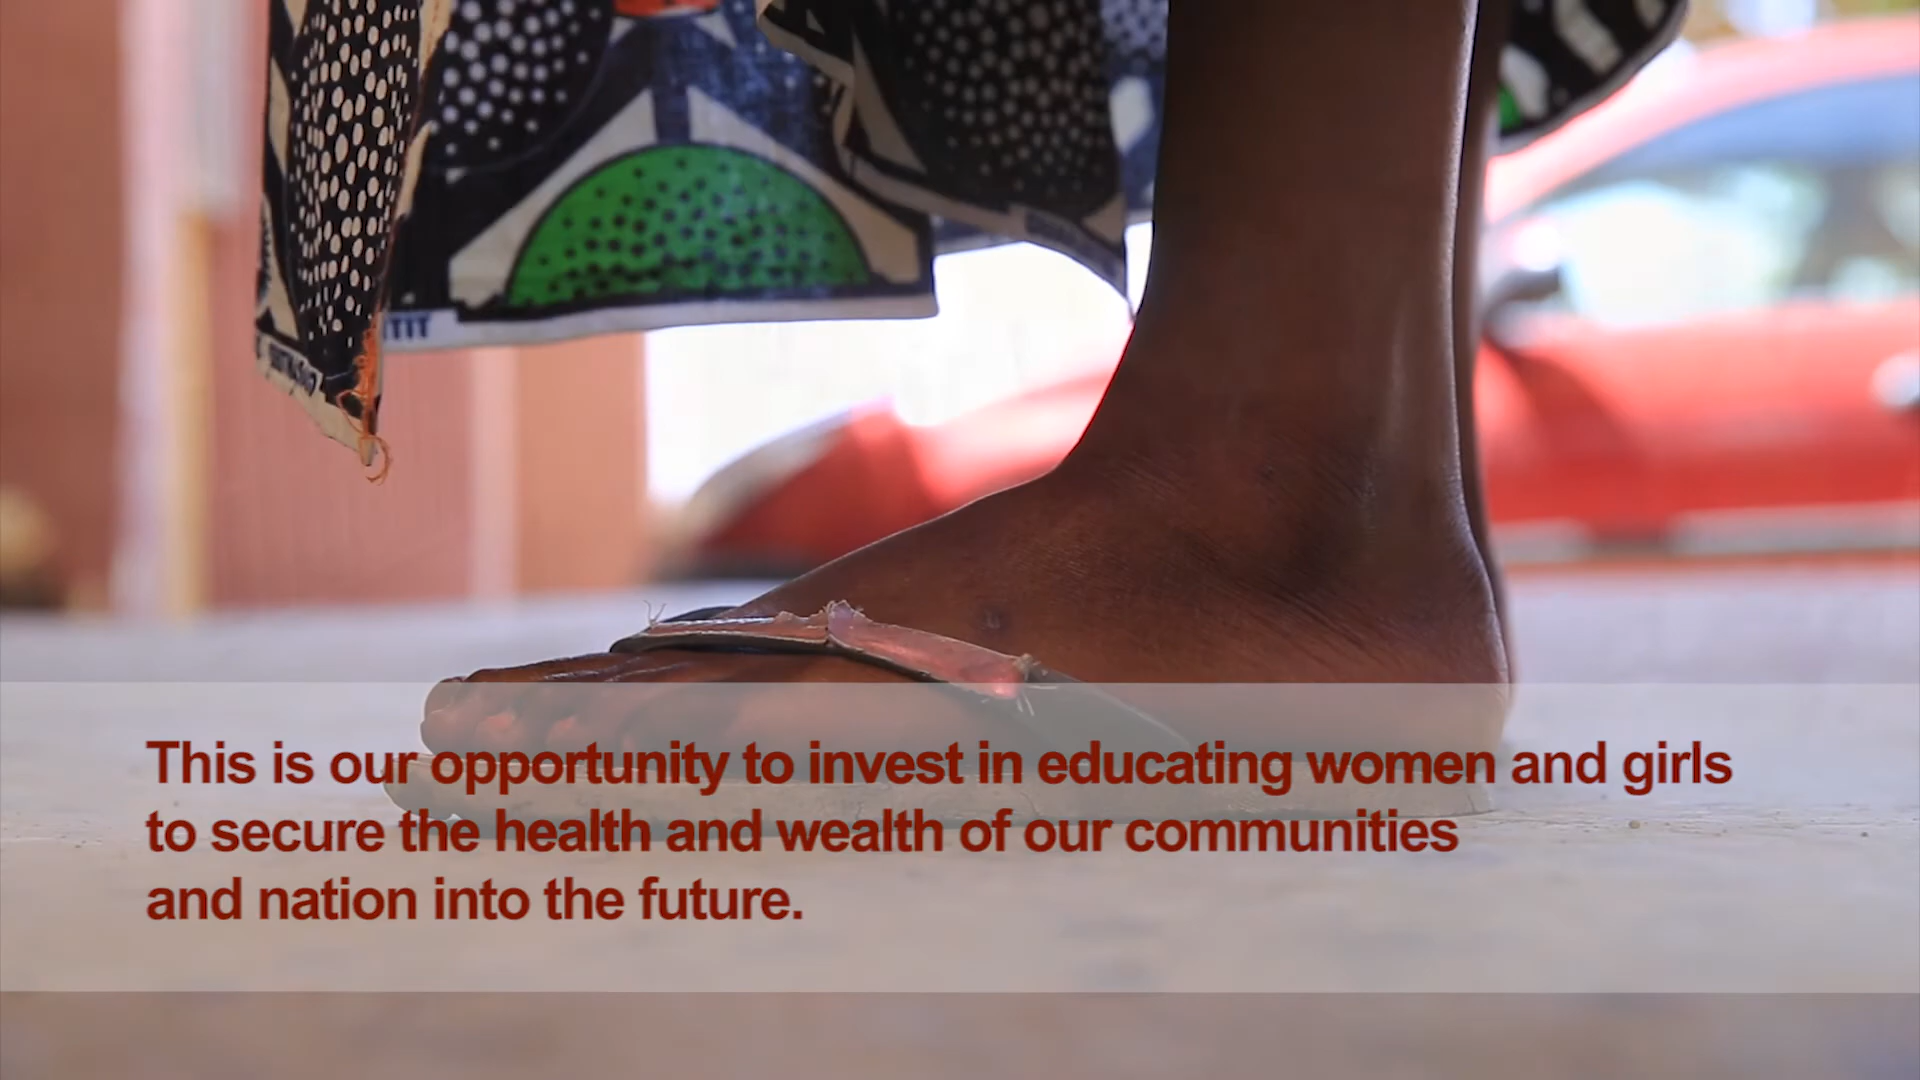 This is our opportunity to invest in educating women and girls
to secure the health and wealth of our communities
and nation into the future.